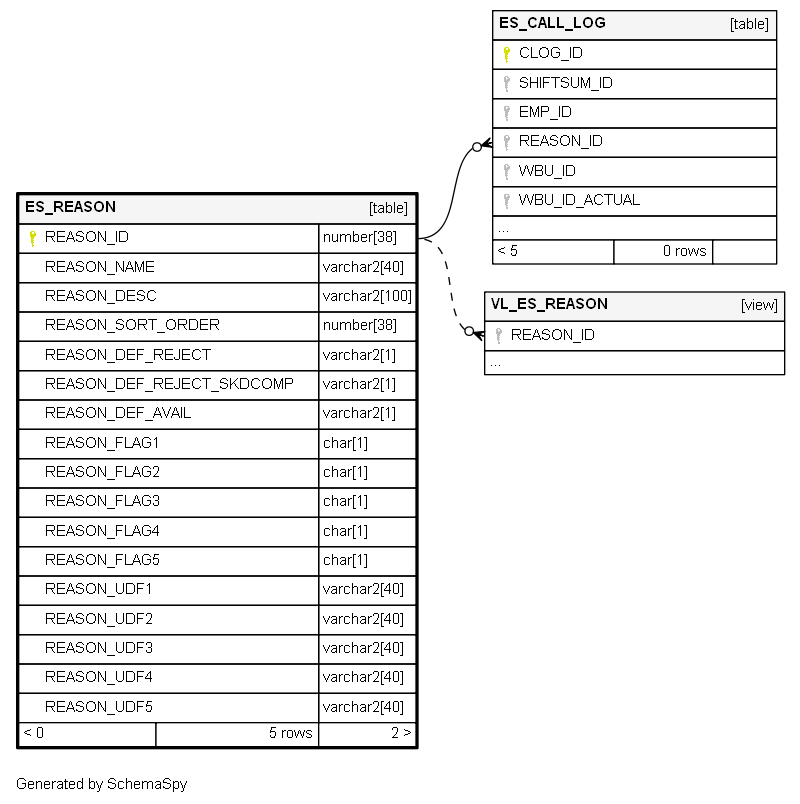 ES_CALL_LOG [table]
CLOG_ID
SHIFTSUM_ID
EMP_ID
REASON_ID
WBU_ID
WBU_ID_ACTUAL
...
< 5 0 rows
ES_REASON [table]
REASON_ID number[38]
REASON_NAME varchar2[40]
REASON_DESC varchar2[100]
REASON_SORT_ORDER number[38]
REASON_DEF_REJECT varchar2[1]
REASON_DEF_REJECT_SKDCOMP varchar2[1]
REASON_DEF_AVAIL varchar2[1]
REASON_FLAG1 char[1]
REASON_FLAG2 char[1]
REASON_FLAG3 char[1]
REASON_FLAG4 char[1]
REASON_FLAG5 char[1]
REASON_UDF1 varchar2[40]
REASON_UDF2 varchar2[40]
REASON_UDF3 varchar2[40]
REASON_UDF4 varchar2[40]
REASON_UDF5 varchar2[40]
< 0 5 rows 2 >
VL_ES_REASON [view]
REASON_ID
...
Generated by SchemaSpy